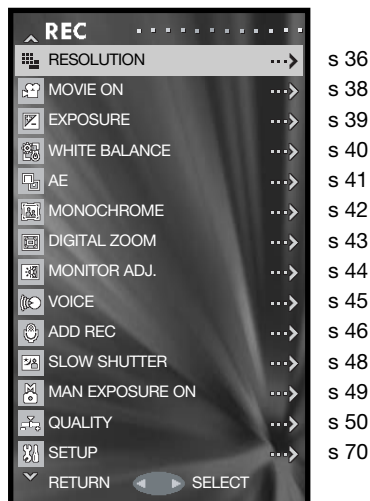 REC
RESOLUTION s 36
MOVIE ON s 38
EXPOSURE s 39
WHITE BALANCE s 40
AE s 41
MONOCHROME s 42
DIGITAL ZOOM s 43
MONITOR ADJ. s 44
VOICE s 45
ADD REC s 46
SLOW SHUTTER s 48
MAN EXPOSURE ON s 49
QUALITY s 50
SETUP s 70
RETURN SELECT